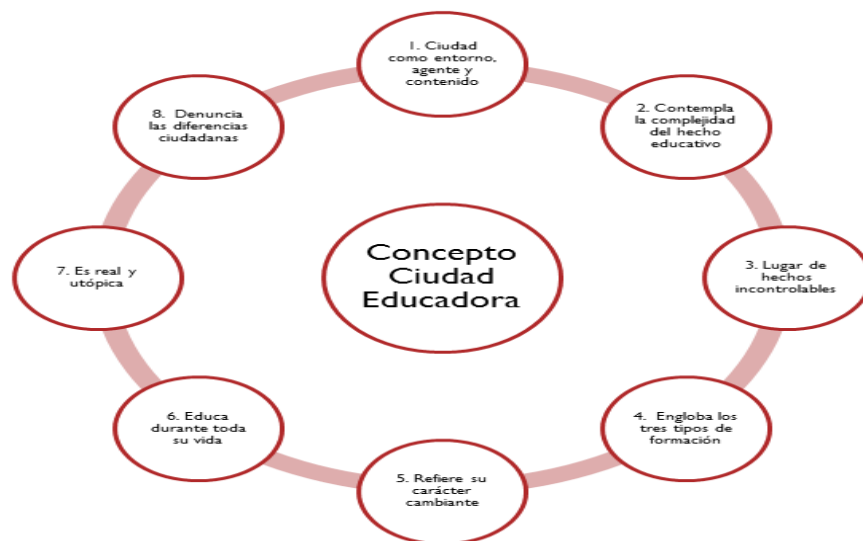 1. Ciudad
como entorno,
agente y
contenido
2. Contempla
la complejidad
del hecho
educativo
3. Lugar de
hechos
incontrolables
4. Engloba los
tres tipos de
formación
5. Refiere su
carácter
cambiante
6. Educa
durante toda
su vida
7. Es real y
utópica
8. Denuncia
las diferencias
ciudadanas
Concepto
Ciudad
Educadora